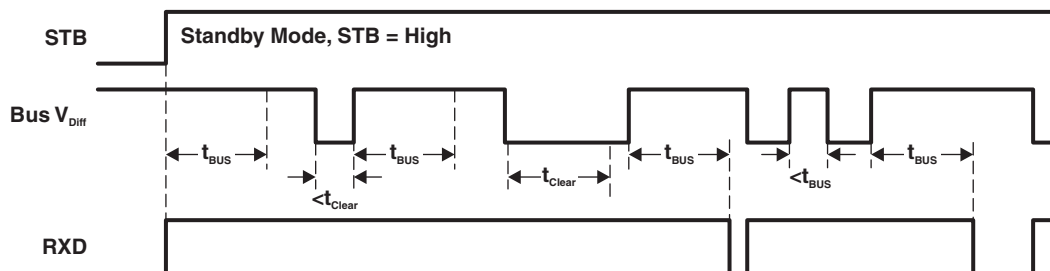 STB
Standby Mode, STB = High
Bus VDiff
tBUS
<tClear
tBUS
tClear
tBUS
<tBUS
tBUS
RXD